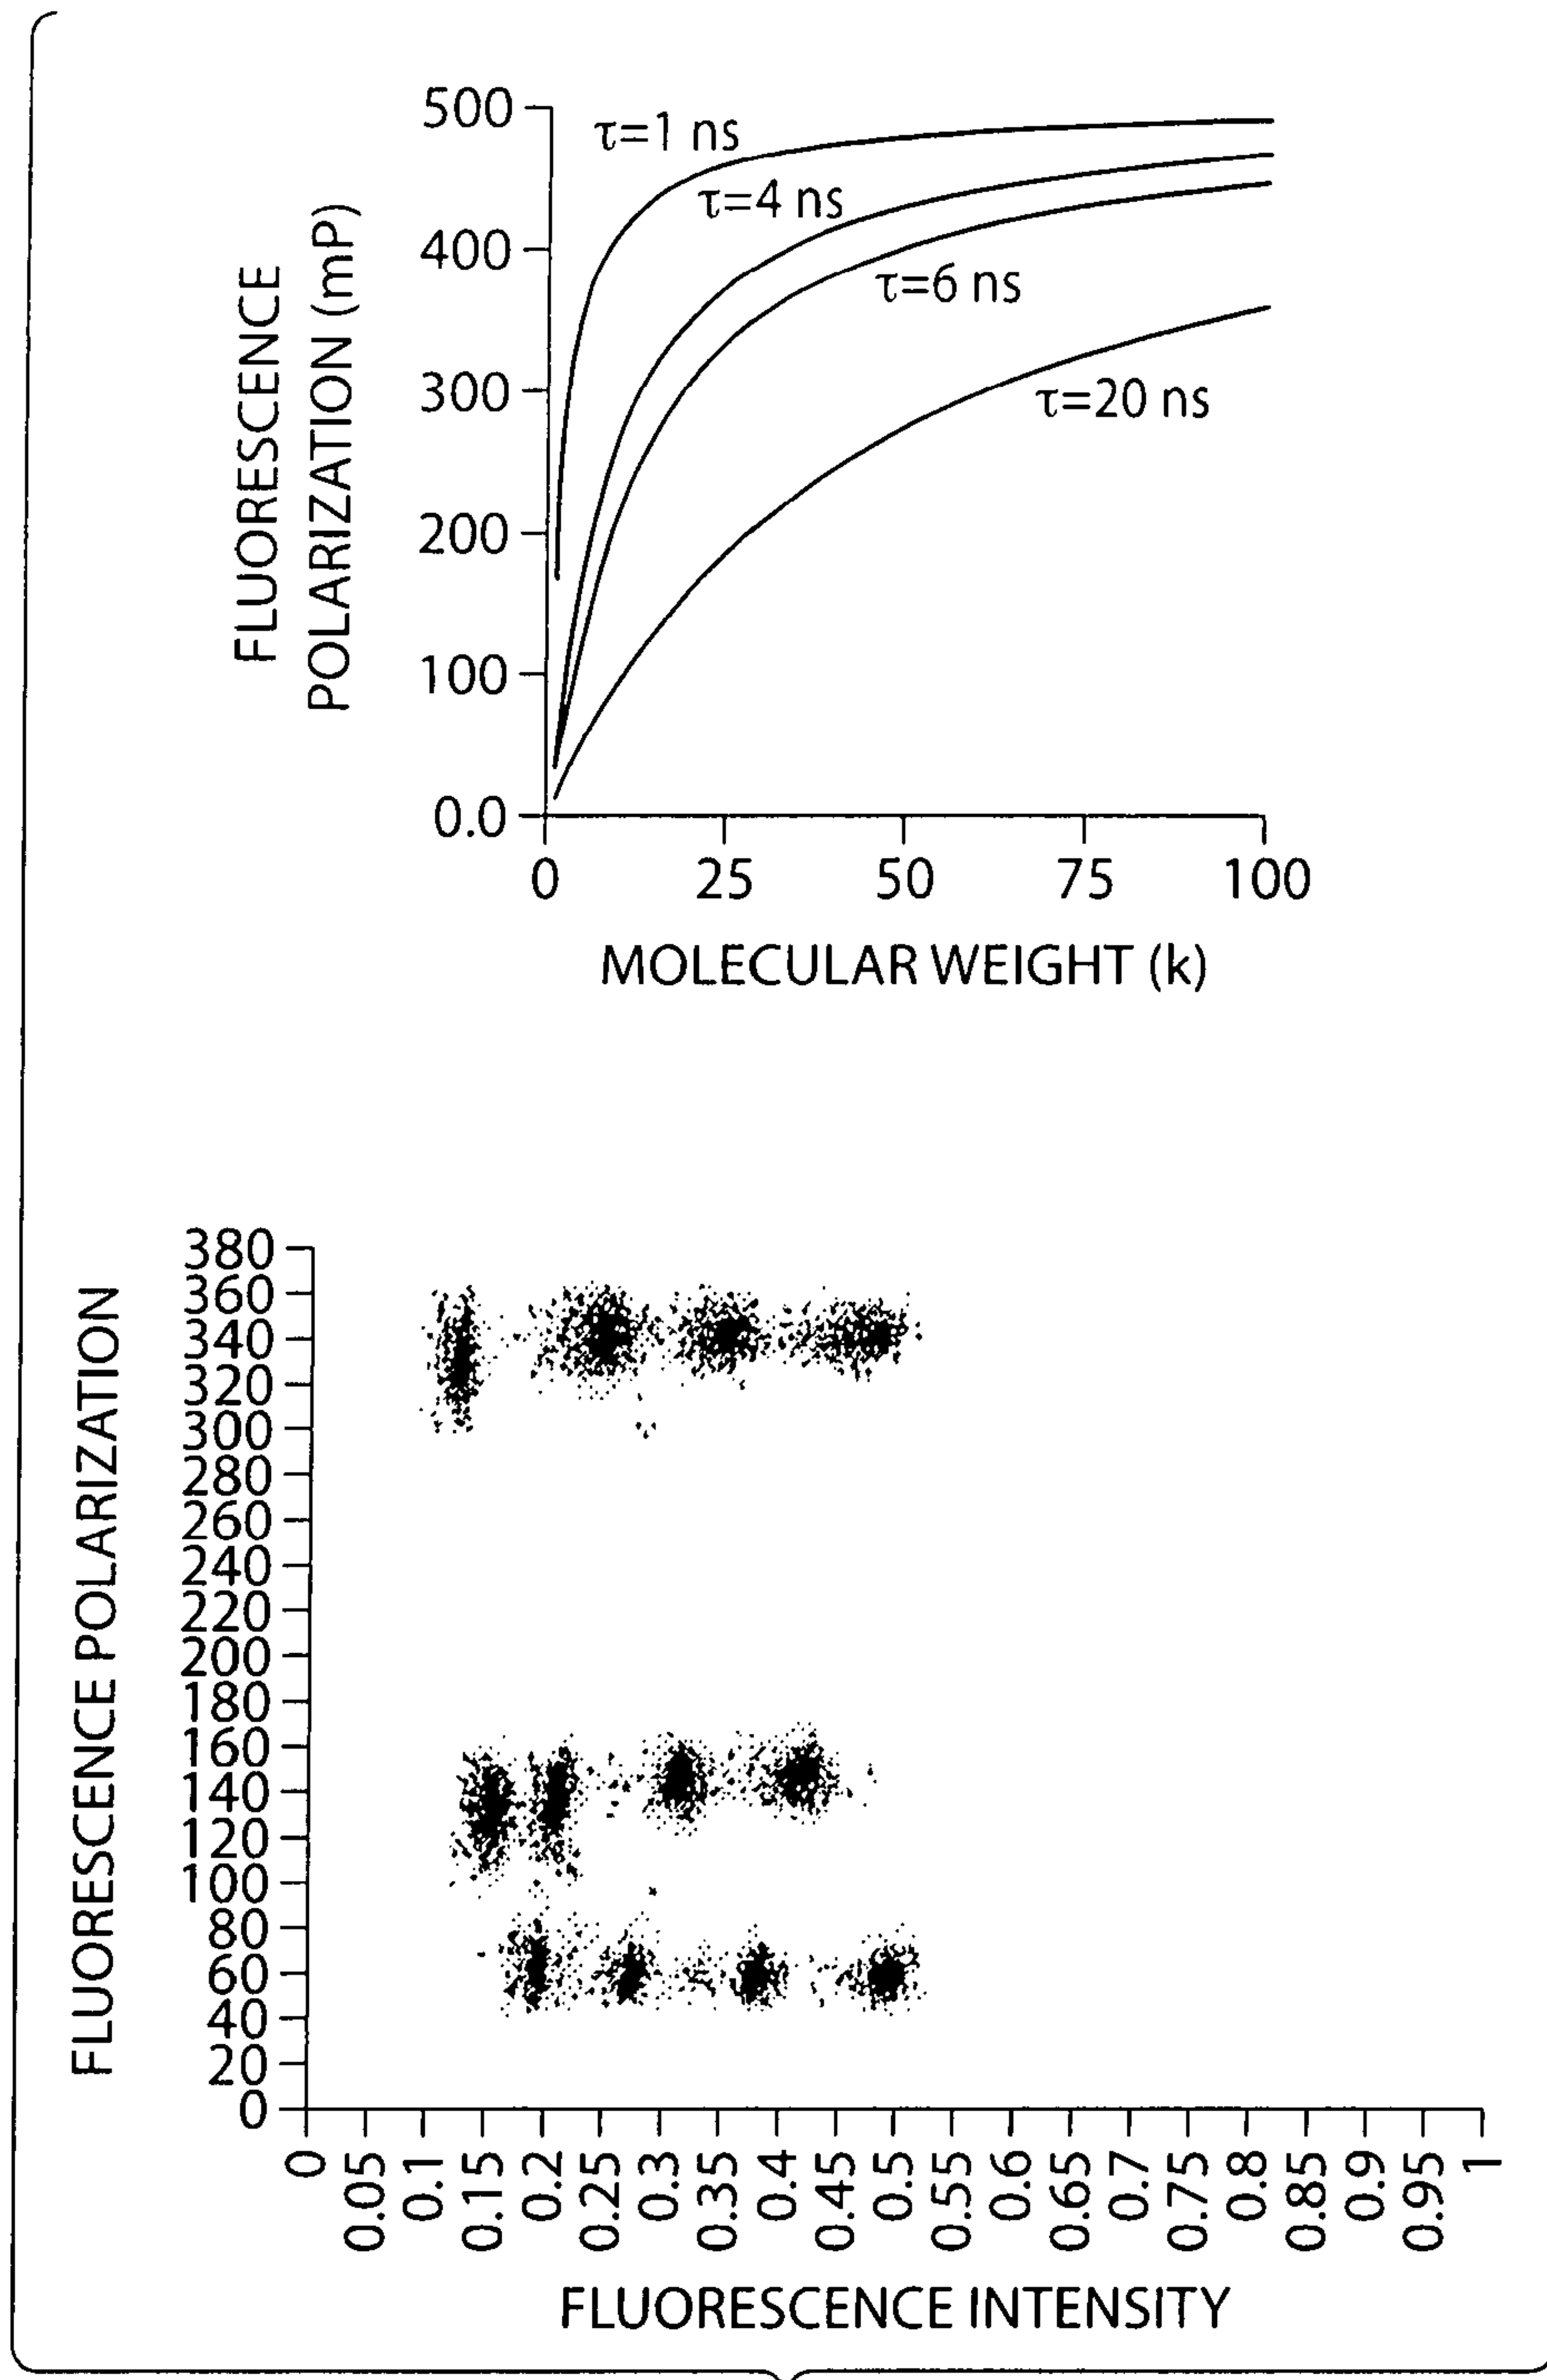 500
400
300
200
100
0.0
FLUORESCENCE
POLARIZATION (mP)
τ=1 ns
τ=4 ns
τ=6 ns
τ=20 ns
0 25 50 75 100
MOLECULAR WEIGHT (k)
380
360
340
320
300
280
260
240
220
200
180
160
140
120
100
80
60
40
20
0
FLUORESCENCE POLARIZATION
0 0.05 0.1 0.15 0.2 0.25 0.3 0.35 0.4 0.45 0.5 0.55 0.6 0.65 0.7 0.75 0.8 0.85 0.9 0.95 1
FLUORESCENCE INTENSITY